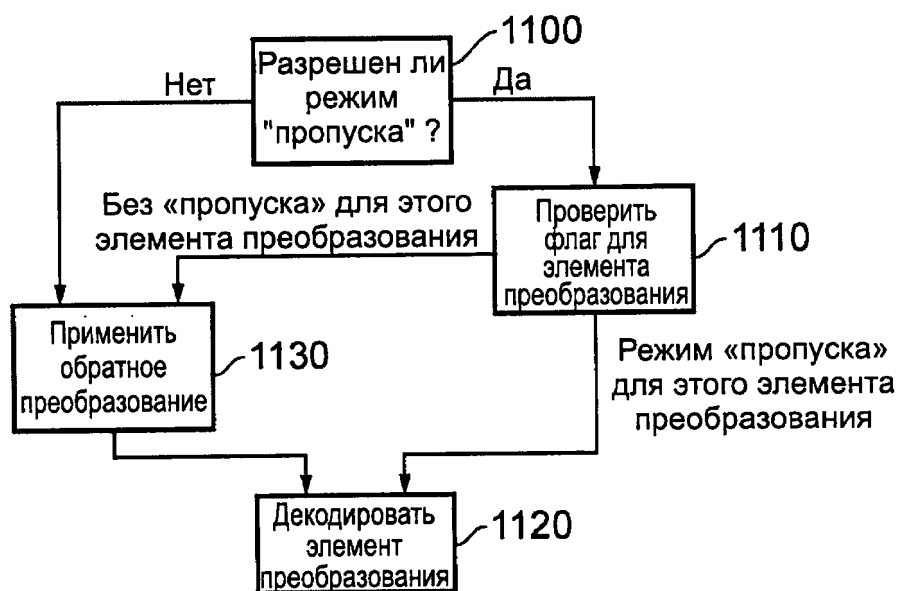 1100
Разрешен ли
режим
"пропуска" ?
Нет
Да
Без «пропуска» для этого
элемента преобразования
Проверить
флаг для
элемента
преобразования
1110
Применить
обратное
преобразование
1130
Режим «пропуска»
для этого элемента
преобразования
Декодировать
элемент
преобразования
1120